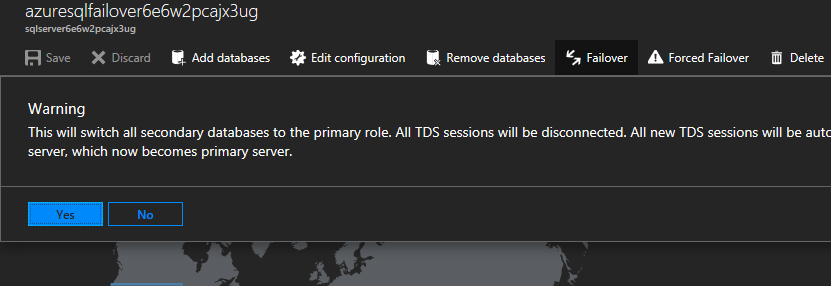 azuresqlfailover6e6w2pcajx3ug
sqlserver6e6w2pcajx3ug
Save Discard Add databases Edit configuration Remove databases Failover Forced Failover Delete
Warning
This will switch all secondary databases to the primary role. All TDS sessions will be disconnected. All new TDS sessions will be auto
server, which now becomes primary server.
Yes No